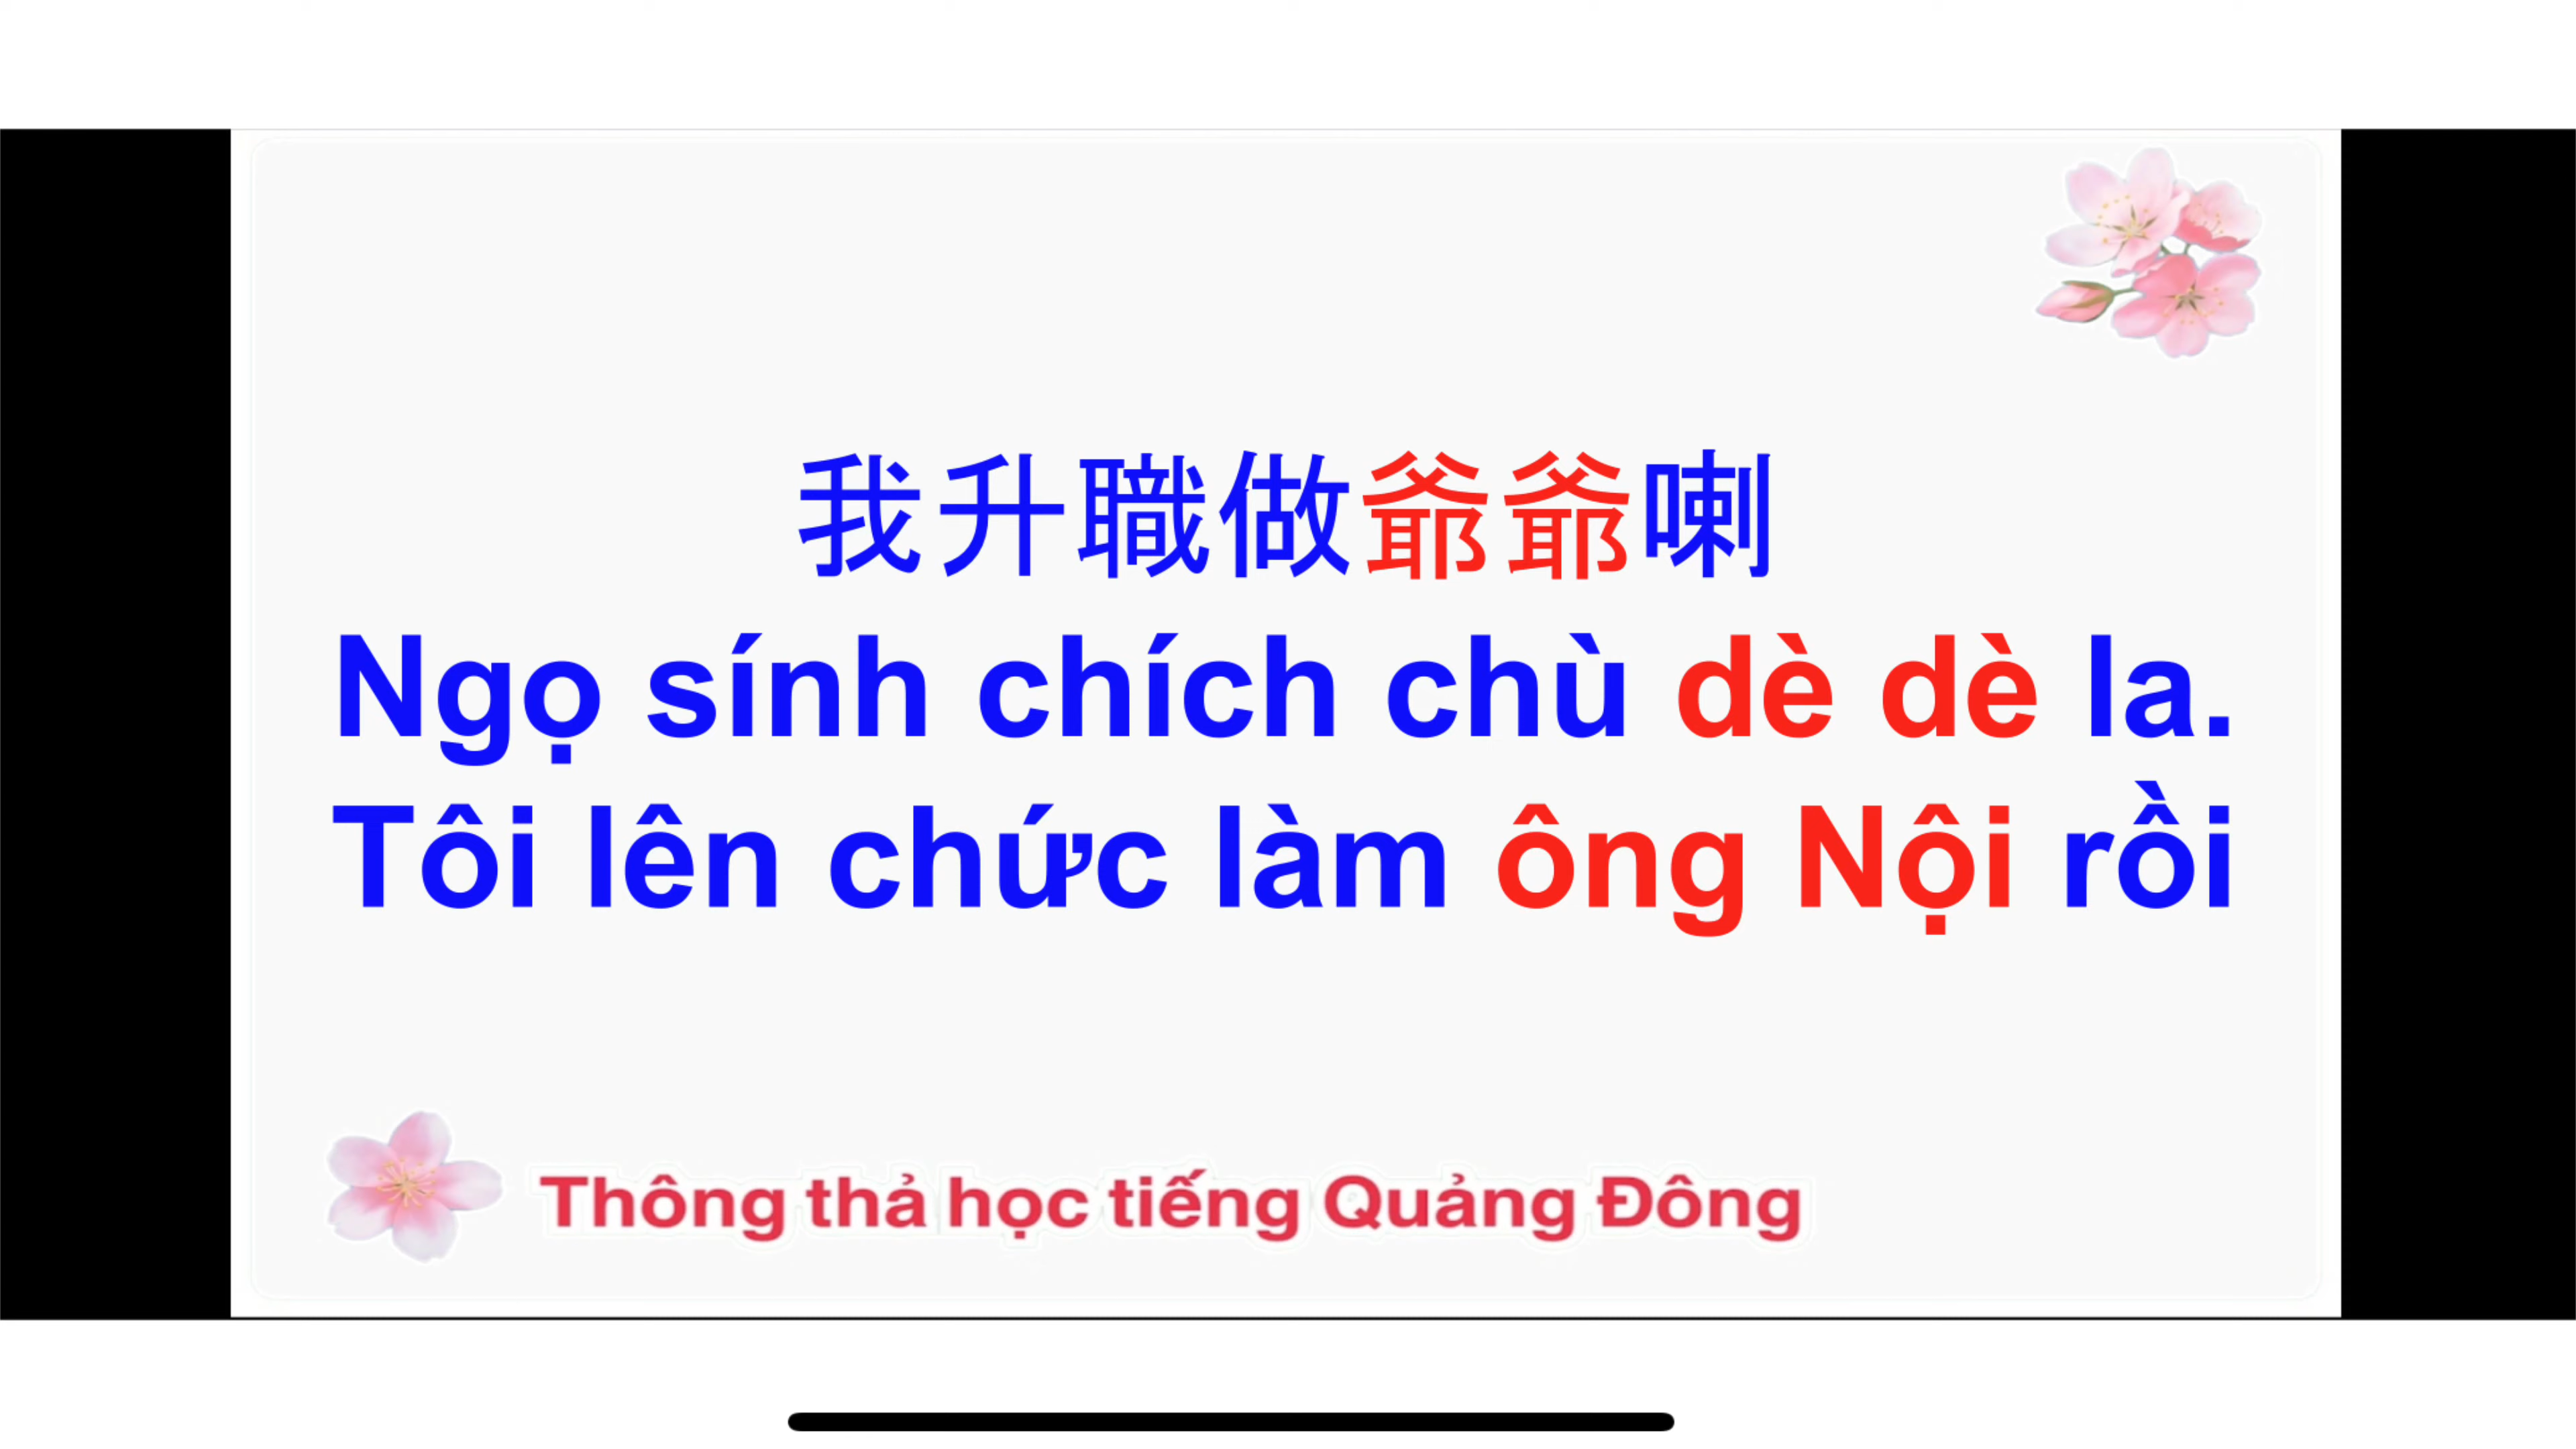 我升職做爺爺喇
Ngọ sính chích chù dè dè la.
Tôi lên chức làm ông Nội rồi
Thông thả học tiếng Quảng Đông